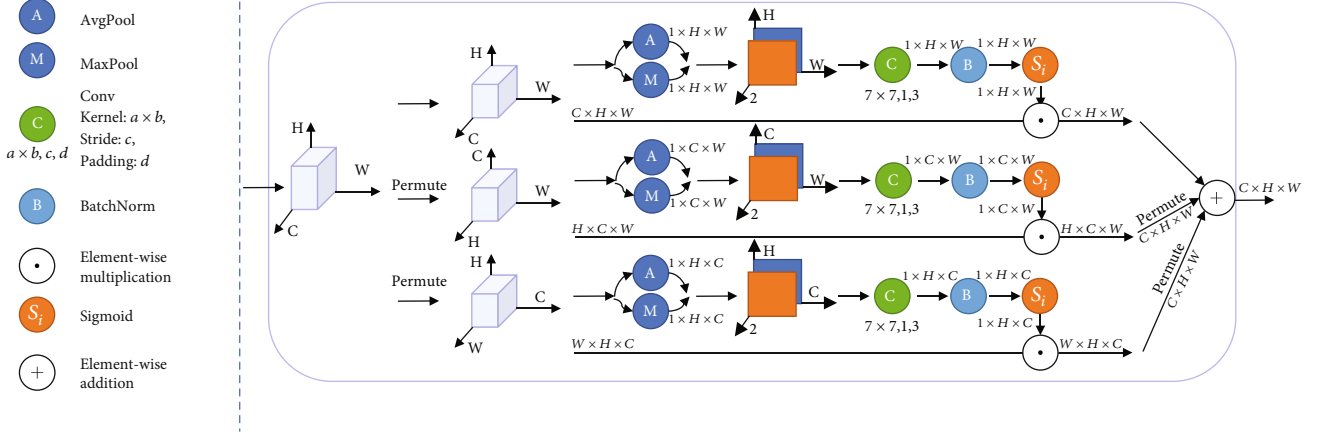 A AvgPool
M MaxPool
Conv
Kernel: a × b,
C Stride: c,
a × b, c, d Padding: d
B BatchNorm
Element-wise
multiplication
S_i Sigmoid
+ Element-wise
addition
H
W
C
H
W
C
A 1 × H × W
M 1 × H × W
H
W
2
C
7 × 7,1,3
1 × H × W
B
1 × H × W
S_i
1 × H × W
C × H × W
C × H × W
Permute
C
W
H
A 1 × C × W
M 1 × C × W
C
W
2
C
7 × 7,1,3
1 × C × W
B
1 × C × W
S_i
1 × C × W
H × C × W
H × C × W
Permute
C × H × W
Permute
H
C
W
A 1 × H × C
M 1 × H × C
H
C
2
C
7 × 7,1,3
1 × H × C
B
1 × H × C
S_i
1 × H × C
W × H × C
W × H × C
Permute
C × H × W
+
C × H × W